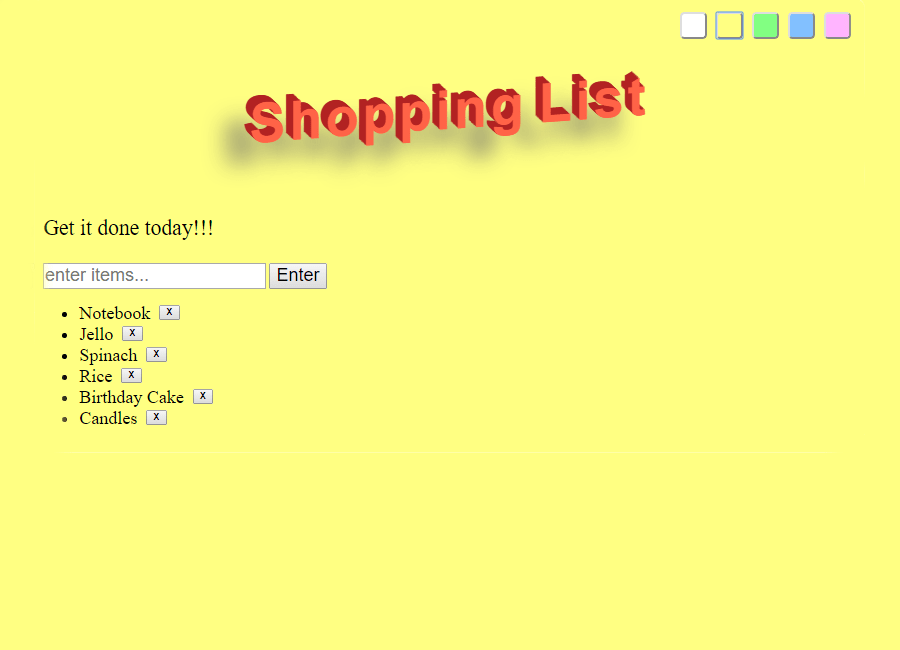 Shopping List
Get it done today!!!
enter items... Enter
Notebook x
Jello x
Spinach x
Rice x
Birthday Cake x
Candles x